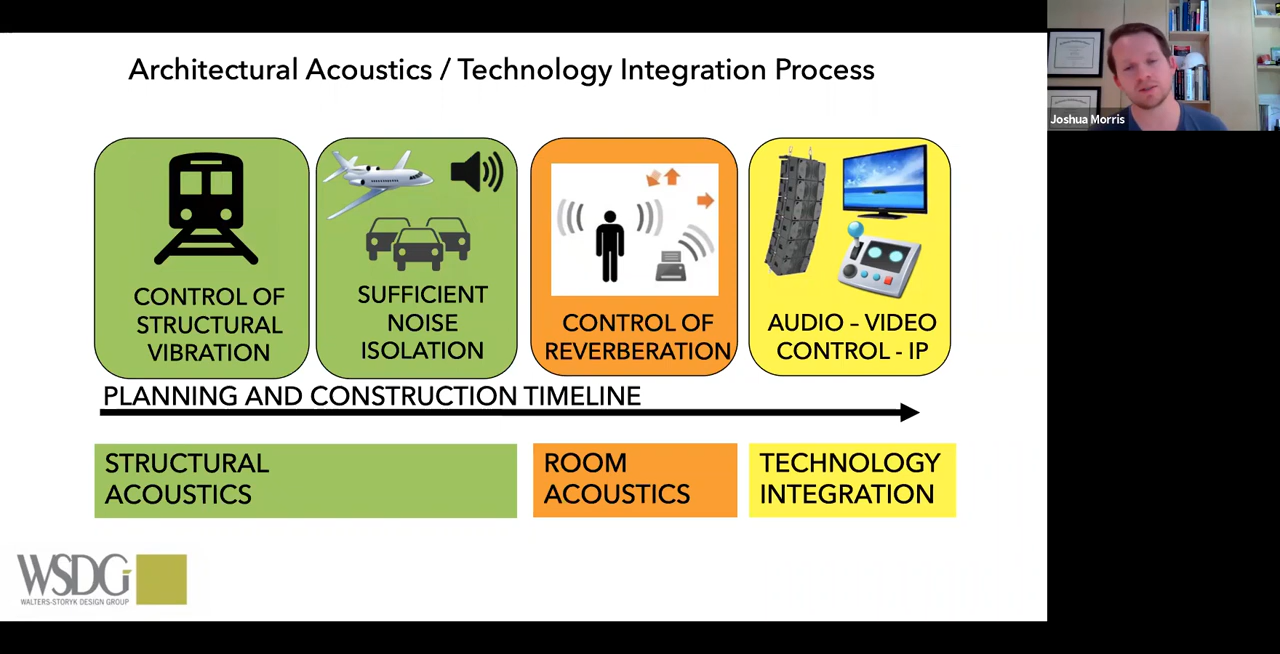 Architectural Acoustics / Technology Integration Process
Joshua Morris
CONTROL OF
STRUCTURAL
VIBRATION
SUFFICIENT
NOISE
ISOLATION
CONTROL OF
REVERBERATION
AUDIO – VIDEO
CONTROL - IP
PLANNING AND CONSTRUCTION TIMELINE
STRUCTURAL
ACOUSTICS
ROOM
ACOUSTICS
TECHNOLOGY
INTEGRATION
WSDG
WALTERS-STORYK DESIGN GROUP